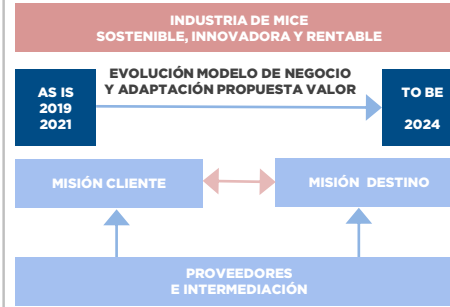 INDUSTRIA DE MICE
SOSTENIBLE, INNOVADORA Y RENTABLE
EVOLUCIÓN MODELO DE NEGOCIO
Y ADAPTACIÓN PROPUESTA VALOR
AS IS
2019
2021
TO BE
2024
MISIÓN CLIENTE
MISIÓN DESTINO
PROVEEDORES
E INTERMEDIACIÓN